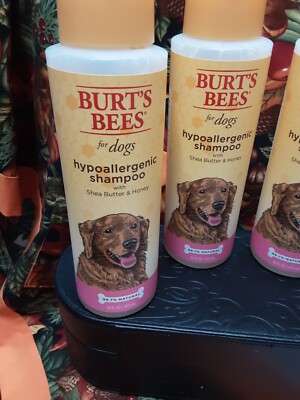 BURT'S
BEES
for dogs
hypoallergenic
shampoo
with
Shea Butter & Honey
BURT'S
BEES
for dogs
hypoallergenic
shampoo
with
Shea Butter & Honey